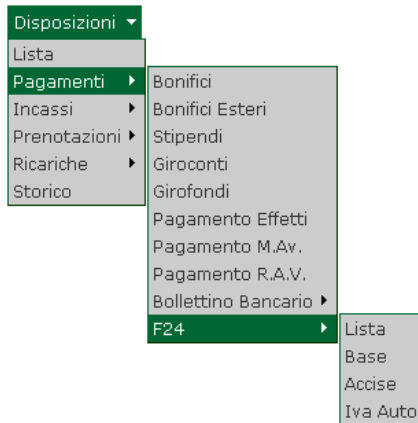 Disposizioni
Lista
Pagamenti
Incassi
Prenotazioni
Ricariche
Storico
Bonifici
Bonifici Esteri
Stipendi
Giroconti
Girofondi
Pagamento Effetti
Pagamento M.Av.
Pagamento R.A.V.
Bollettino Bancario
F24
Lista
Base
Accise
Iva Auto